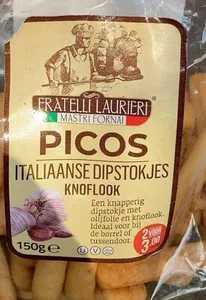 FRATELLI LAURIERI
MASTRI FORNAI
PICOS
ITALIAANSE DIPSTOKJES
KNOFLOOK
Een knapperig
dipstokje met
olijfolie en knoflook.
Ideaal voor bij
de borrel of
tussendoor.
2 VOOR
3.00
150g e